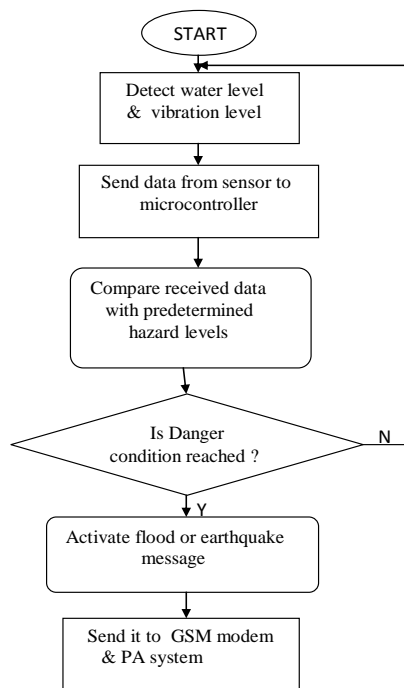 START
Detect water level
& vibration level
Send data from sensor to
microcontroller
Compare received data
with predetermined
hazard levels
Is Danger
condition reached ?
N
Y
Activate flood or earthquake
message
Send it to GSM modem
& PA system